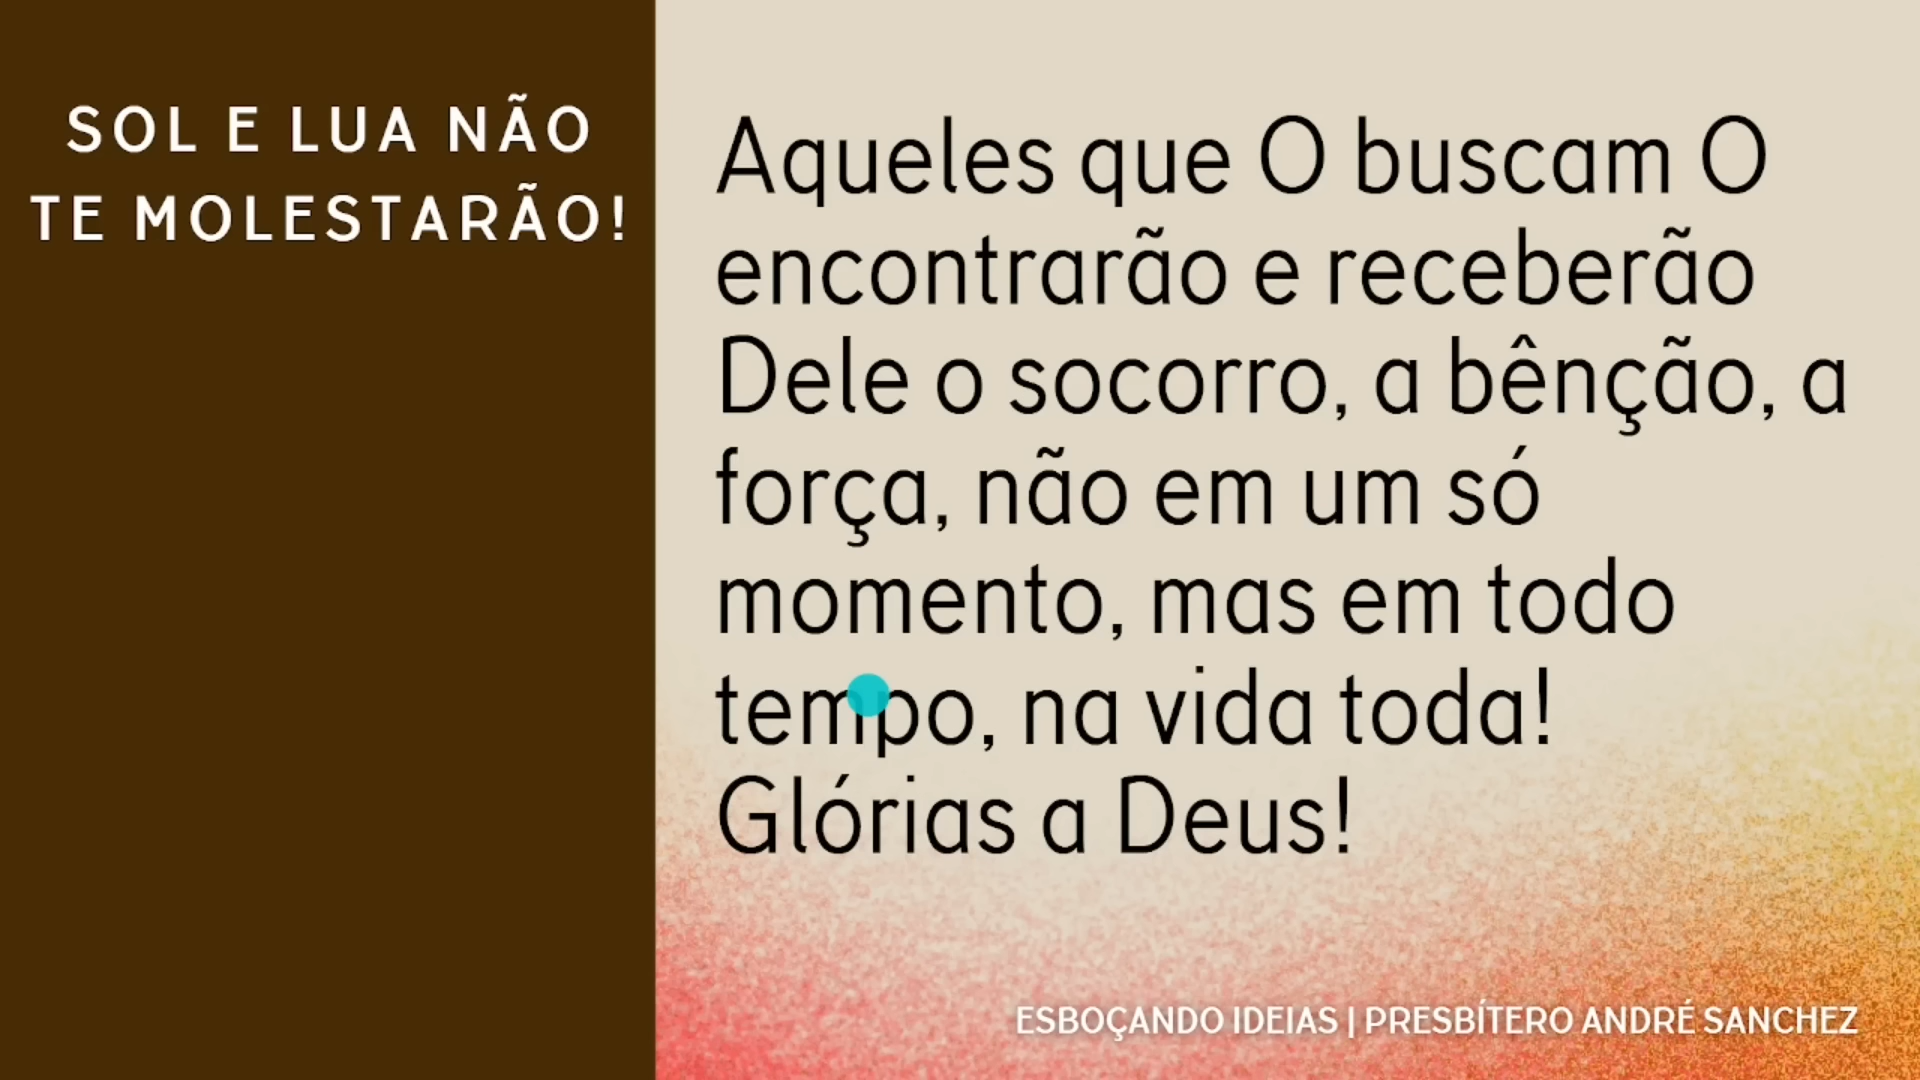 SOL E LUA NÃO
TE MOLESTARÃO!
Aqueles que O buscam O
encontrarão e receberão
Dele o socorro, a bênção, a
força, não em um só
momento, mas em todo
tempo, na vida toda!
Glórias a Deus!
ESBOÇANDO IDEIAS | PRESBÍTERO ANDRÉ SANCHEZ